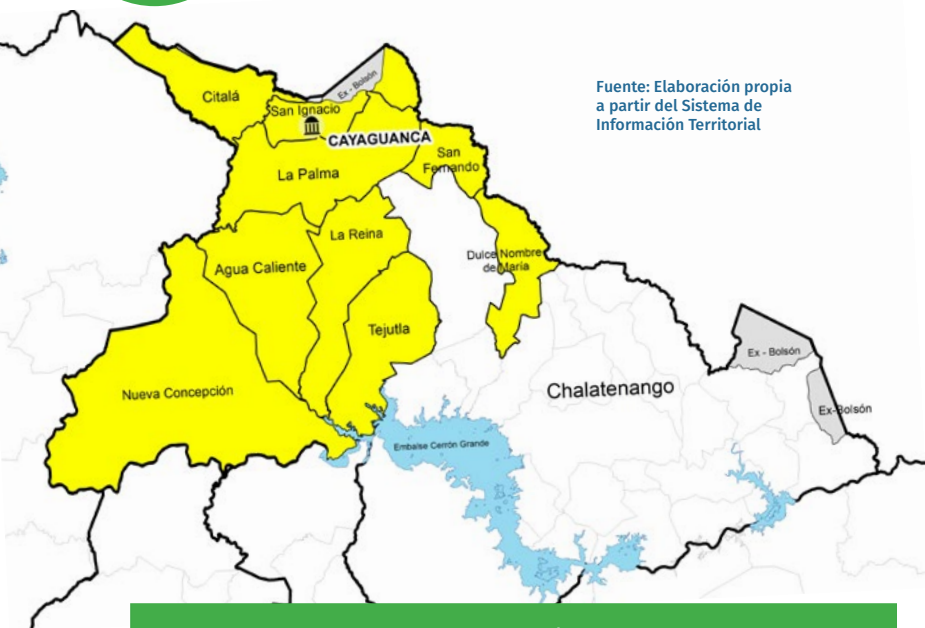 Fuente: Elaboración propia
a partir del Sistema de
Información Territorial
Citalá
Ex - Bolsón
San Ignacio
CAYAGUANCA
San
Fernando
La Palma
La Reina
Agua Caliente
Dulce Nombre
de María
Tejutla
Ex - Bolsón
Nueva Concepción
Chalatenango
Ex-Bolsón
Embalse Cerrón Grande